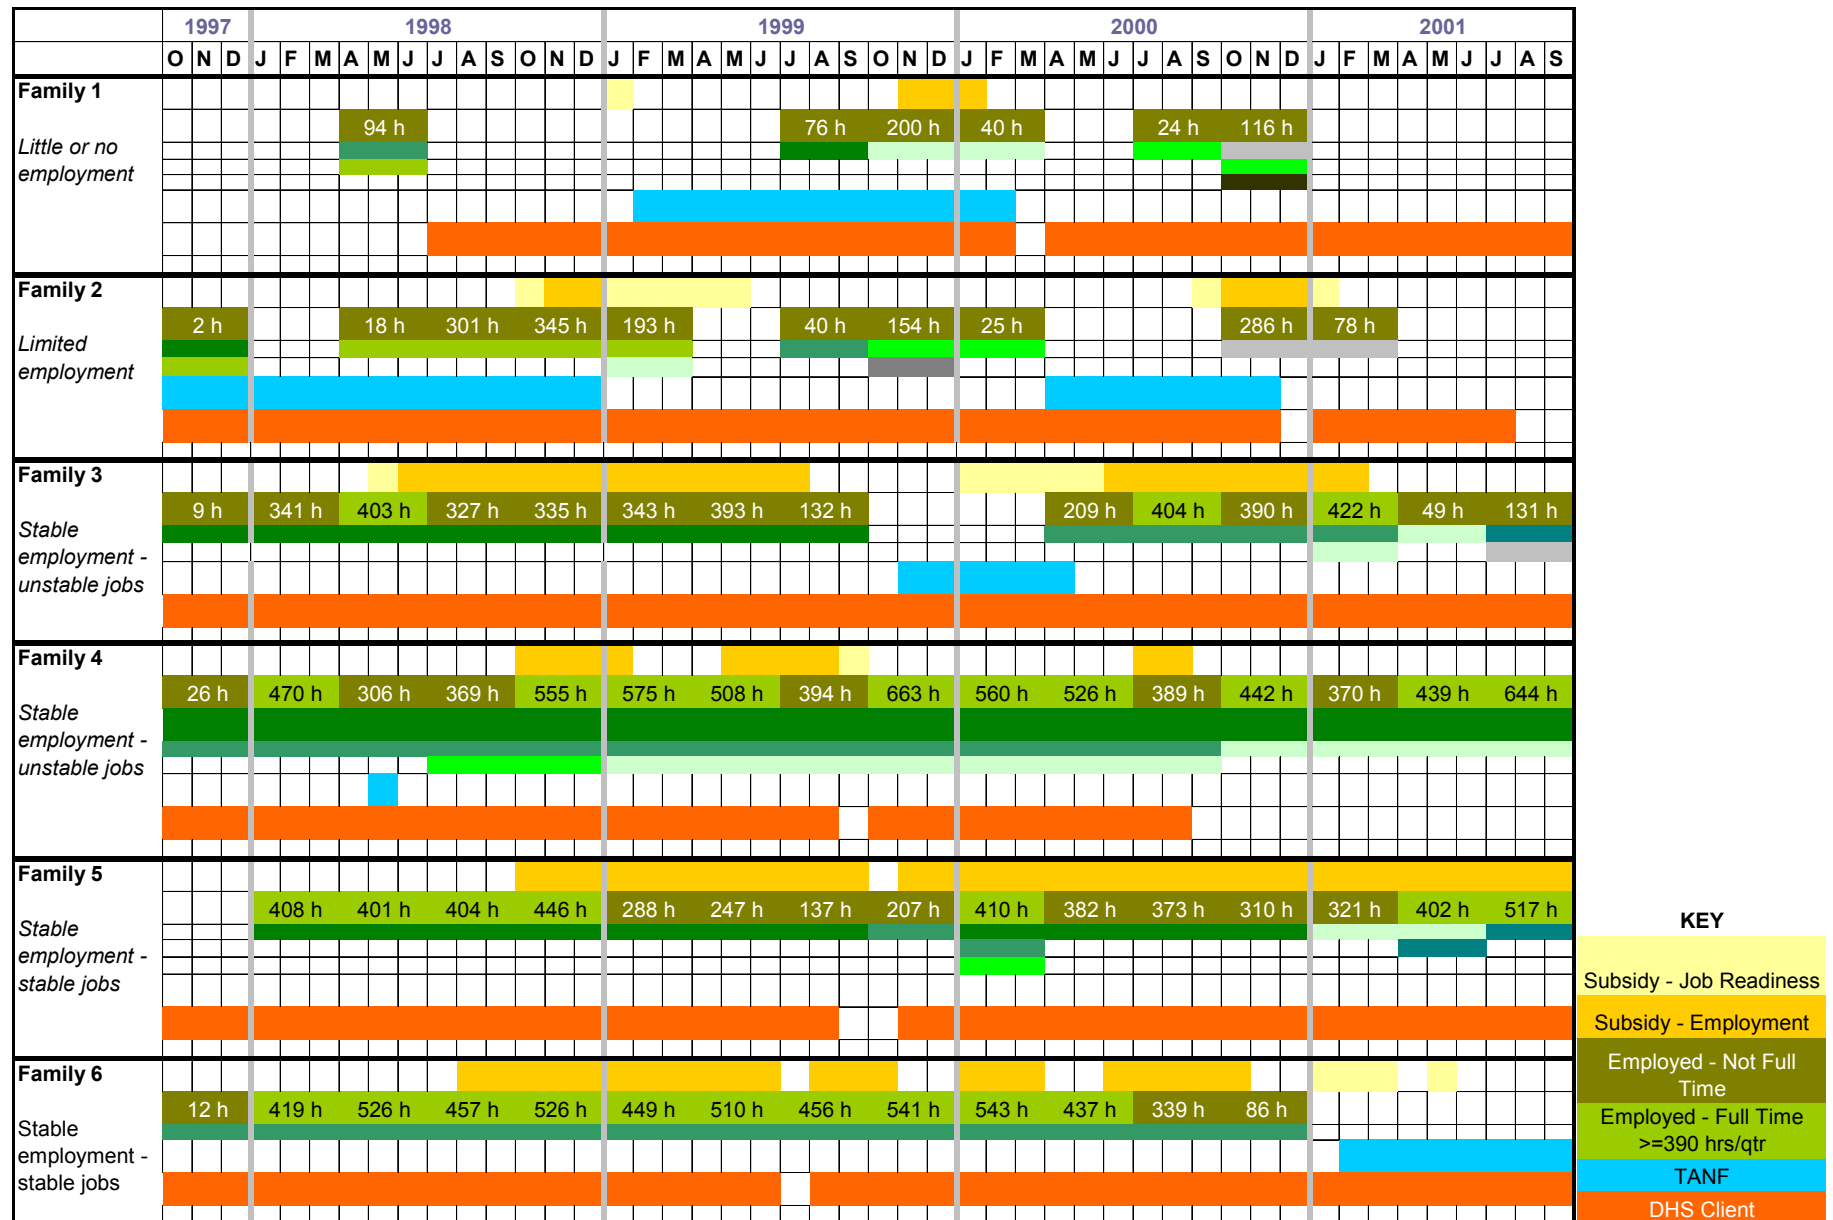 1997 1998 1999 2000 2001
O N D J F M A M J J A S O N D J F M A M J J A S O N D J F M A M J J A S O N D J F M A M J J A S
Family 1
94 h 76 h 200 h 40 h 24 h 116 h
Little or no
employment
Family 2
2 h 18 h 301 h 345 h 193 h 40 h 154 h 25 h 286 h 78 h
Limited
employment
Family 3
9 h 341 h 403 h 327 h 335 h 343 h 393 h 132 h 209 h 404 h 390 h 422 h 49 h 131 h
Stable
employment -
unstable jobs
Family 4
26 h 470 h 306 h 369 h 555 h 575 h 508 h 394 h 663 h 560 h 526 h 389 h 442 h 370 h 439 h 644 h
Stable
employment -
unstable jobs
Family 5
408 h 401 h 404 h 446 h 288 h 247 h 137 h 207 h 410 h 382 h 373 h 310 h 321 h 402 h 517 h
Stable
employment -
stable jobs
Family 6
12 h 419 h 526 h 457 h 526 h 449 h 510 h 456 h 541 h 543 h 437 h 339 h 86 h
Stable
employment -
stable jobs
KEY
Subsidy - Job Readiness
Subsidy - Employment
Employed - Not Full
Time
Employed - Full Time
>=390 hrs/qtr
TANF
DHS Client